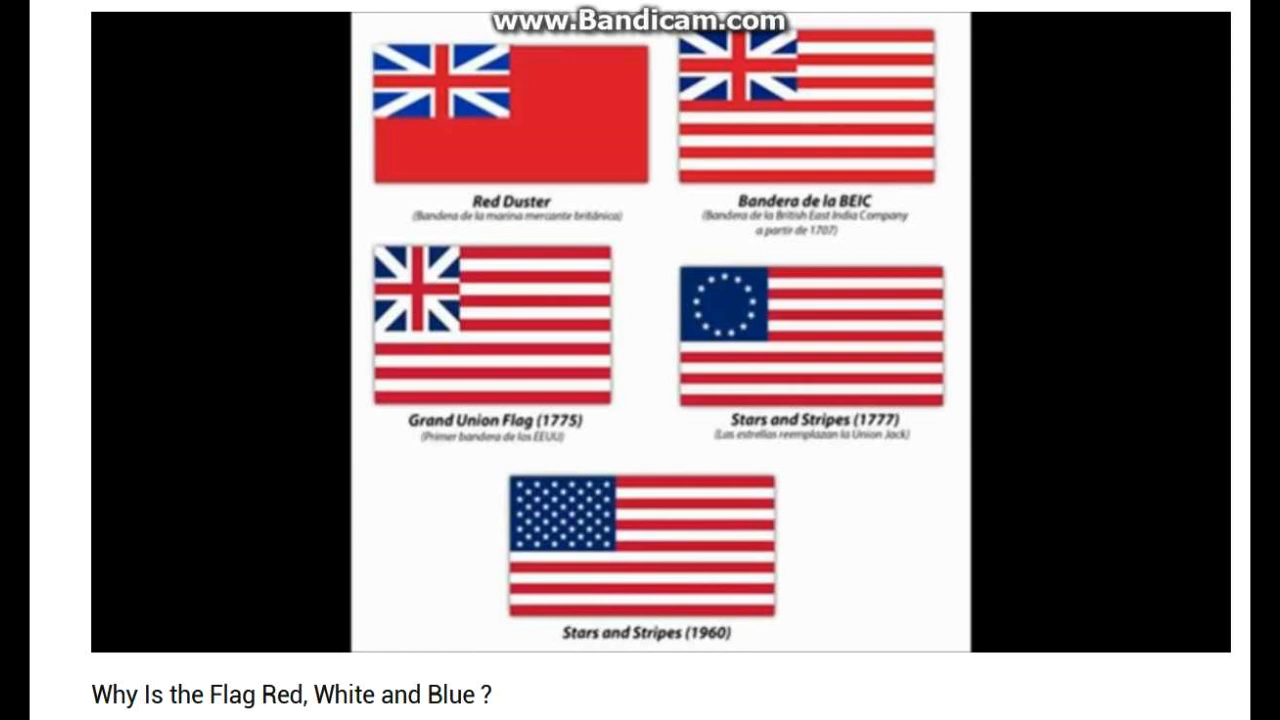 www.Bandicam.com
Red Duster
(Bandera de la marina mercante británica)
Bandera de la BEIC
(Bandera de la British East India Company
a partir de 1707)
Grand Union Flag (1775)
(Primer bandera de los EEUU)
Stars and Stripes (1777)
(Las estrellas reemplazan la Union Jack)
Stars and Stripes (1960)
Why Is the Flag Red, White and Blue ?